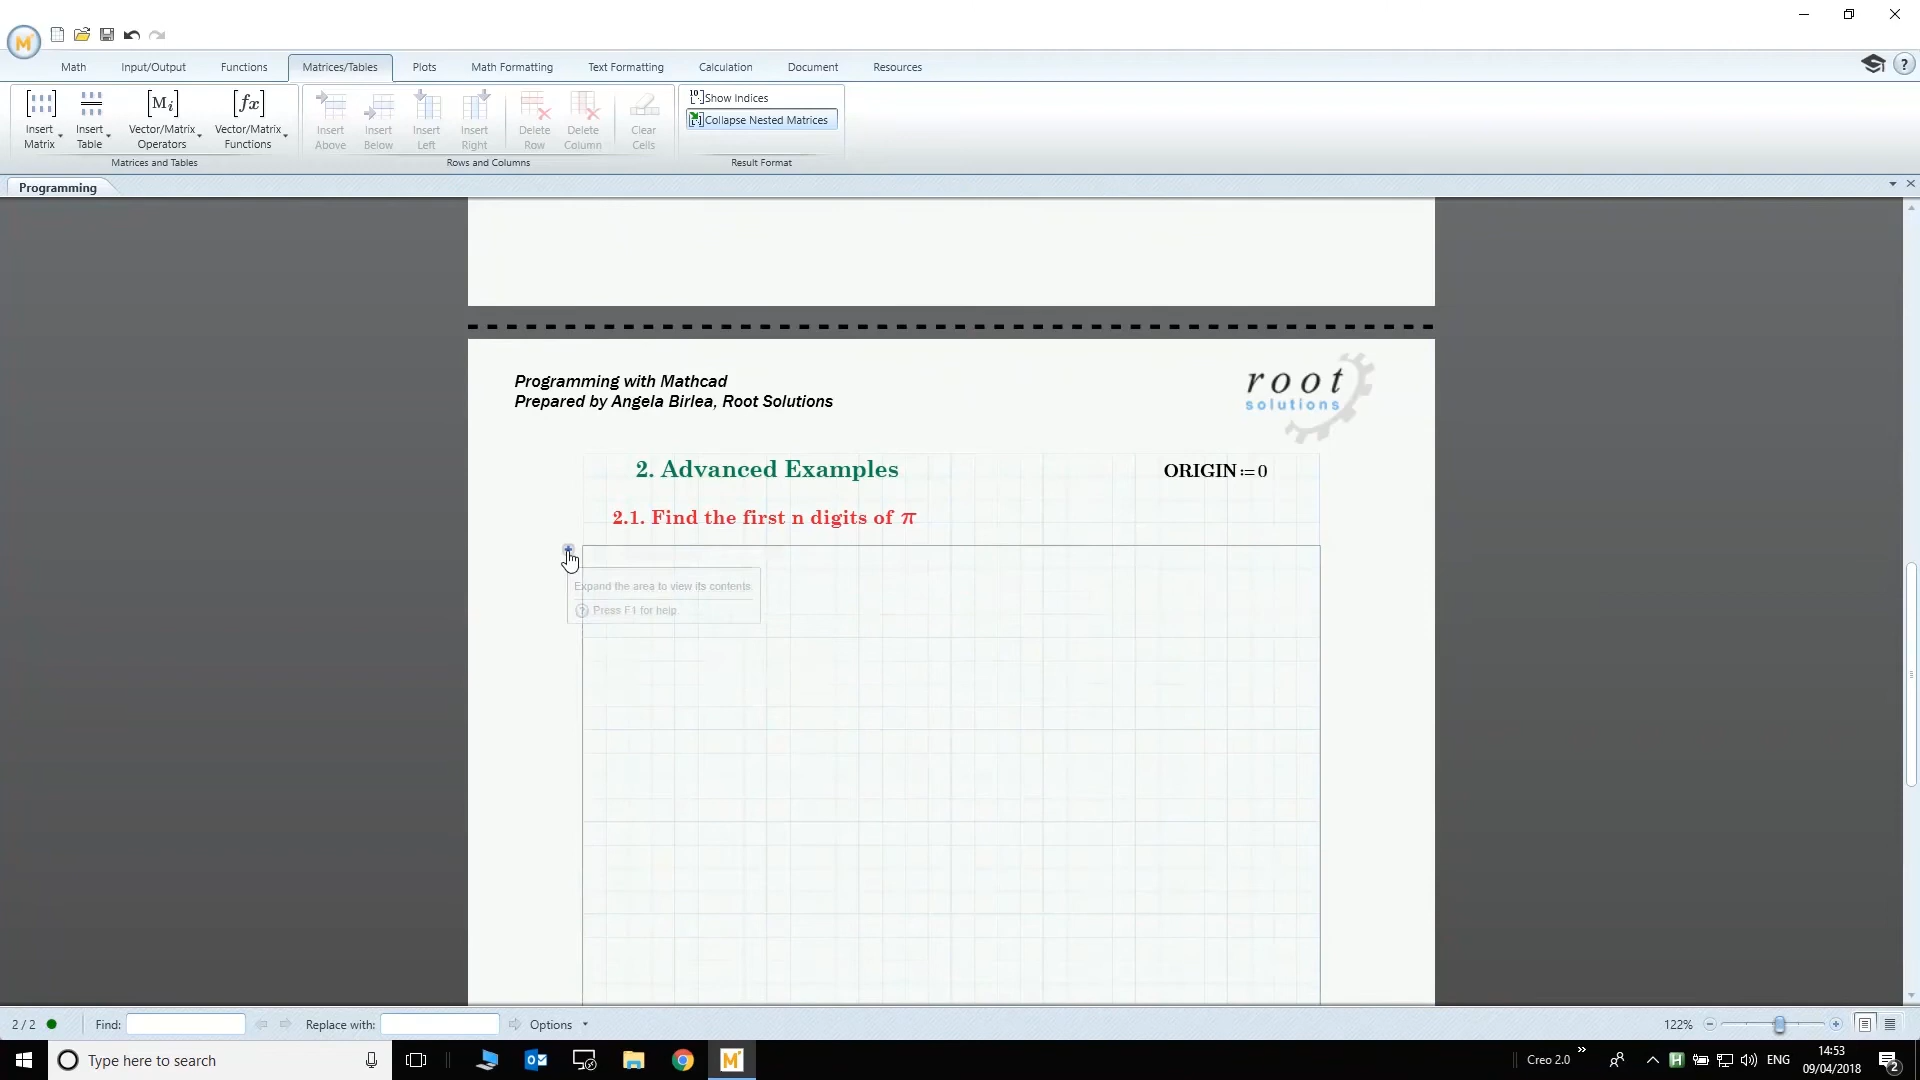 Math Input/Output Functions Matrices/Tables Plots Math Formatting Text Formatting Calculation Document Resources
?
Insert Matrix
Insert Table
Vector/Matrix Operators
Vector/Matrix Functions
Insert Above
Insert Below
Insert Left
Insert Right
Delete Row
Delete Column
Clear Cells
Show Indices
Collapse Nested Matrices
Matrices and Tables
Rows and Columns
Result Format
Programming
Programming with Mathcad
Prepared by Angela Birlea, Root Solutions
root
solutions
2. Advanced Examples
ORIGIN:=0
2.1. Find the first n digits of π
Expand the area to view its contents
Press F1 for help.
2 / 2
Find:
Replace with:
Options
122%
Type here to search
Creo 2.0
ENG
14:53
09/04/2018
2